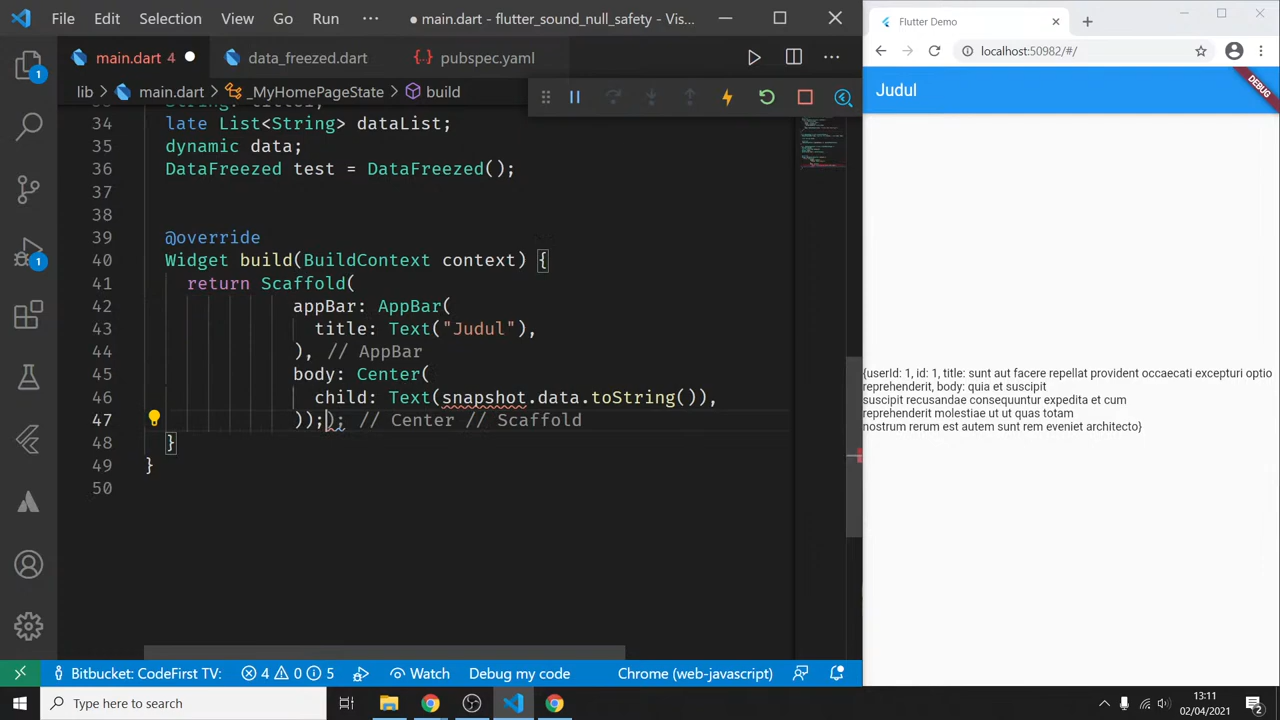 File Edit Selection View Go Run ··· ● main.dart - flutter_sound_null_safety - Vis...
main.dart 4 ● data_freezed.dart pubspec.yaml
lib > main.dart > _MyHomePageState > build
34 late List<String> dataList;
35 dynamic data;
36 DataFreezed test = DataFreezed();
37
38
39 @override
40 Widget build(BuildContext context) {
41 return Scaffold(
42 appBar: AppBar(
43 title: Text("Judul"),
44 ), // AppBar
45 body: Center(
46 child: Text(snapshot.data.toString()),
47 ));); // Center // Scaffold
48 }
49 }
50
1
1
Bitbucket: CodeFirst TV: 4 0 5 Watch Debug my code Chrome (web-javascript)
Flutter Demo
localhost:50982/#/
Judul
DEBUG
{userId: 1, id: 1, title: sunt aut facere repellat provident occaecati excepturi optio
reprehenderit, body: quia et suscipit
suscipit recusandae consequuntur expedita et cum
reprehenderit molestiae ut ut quas totam
nostrum rerum est autem sunt rem eveniet architecto}
Type here to search
13:11
02/04/2021
2